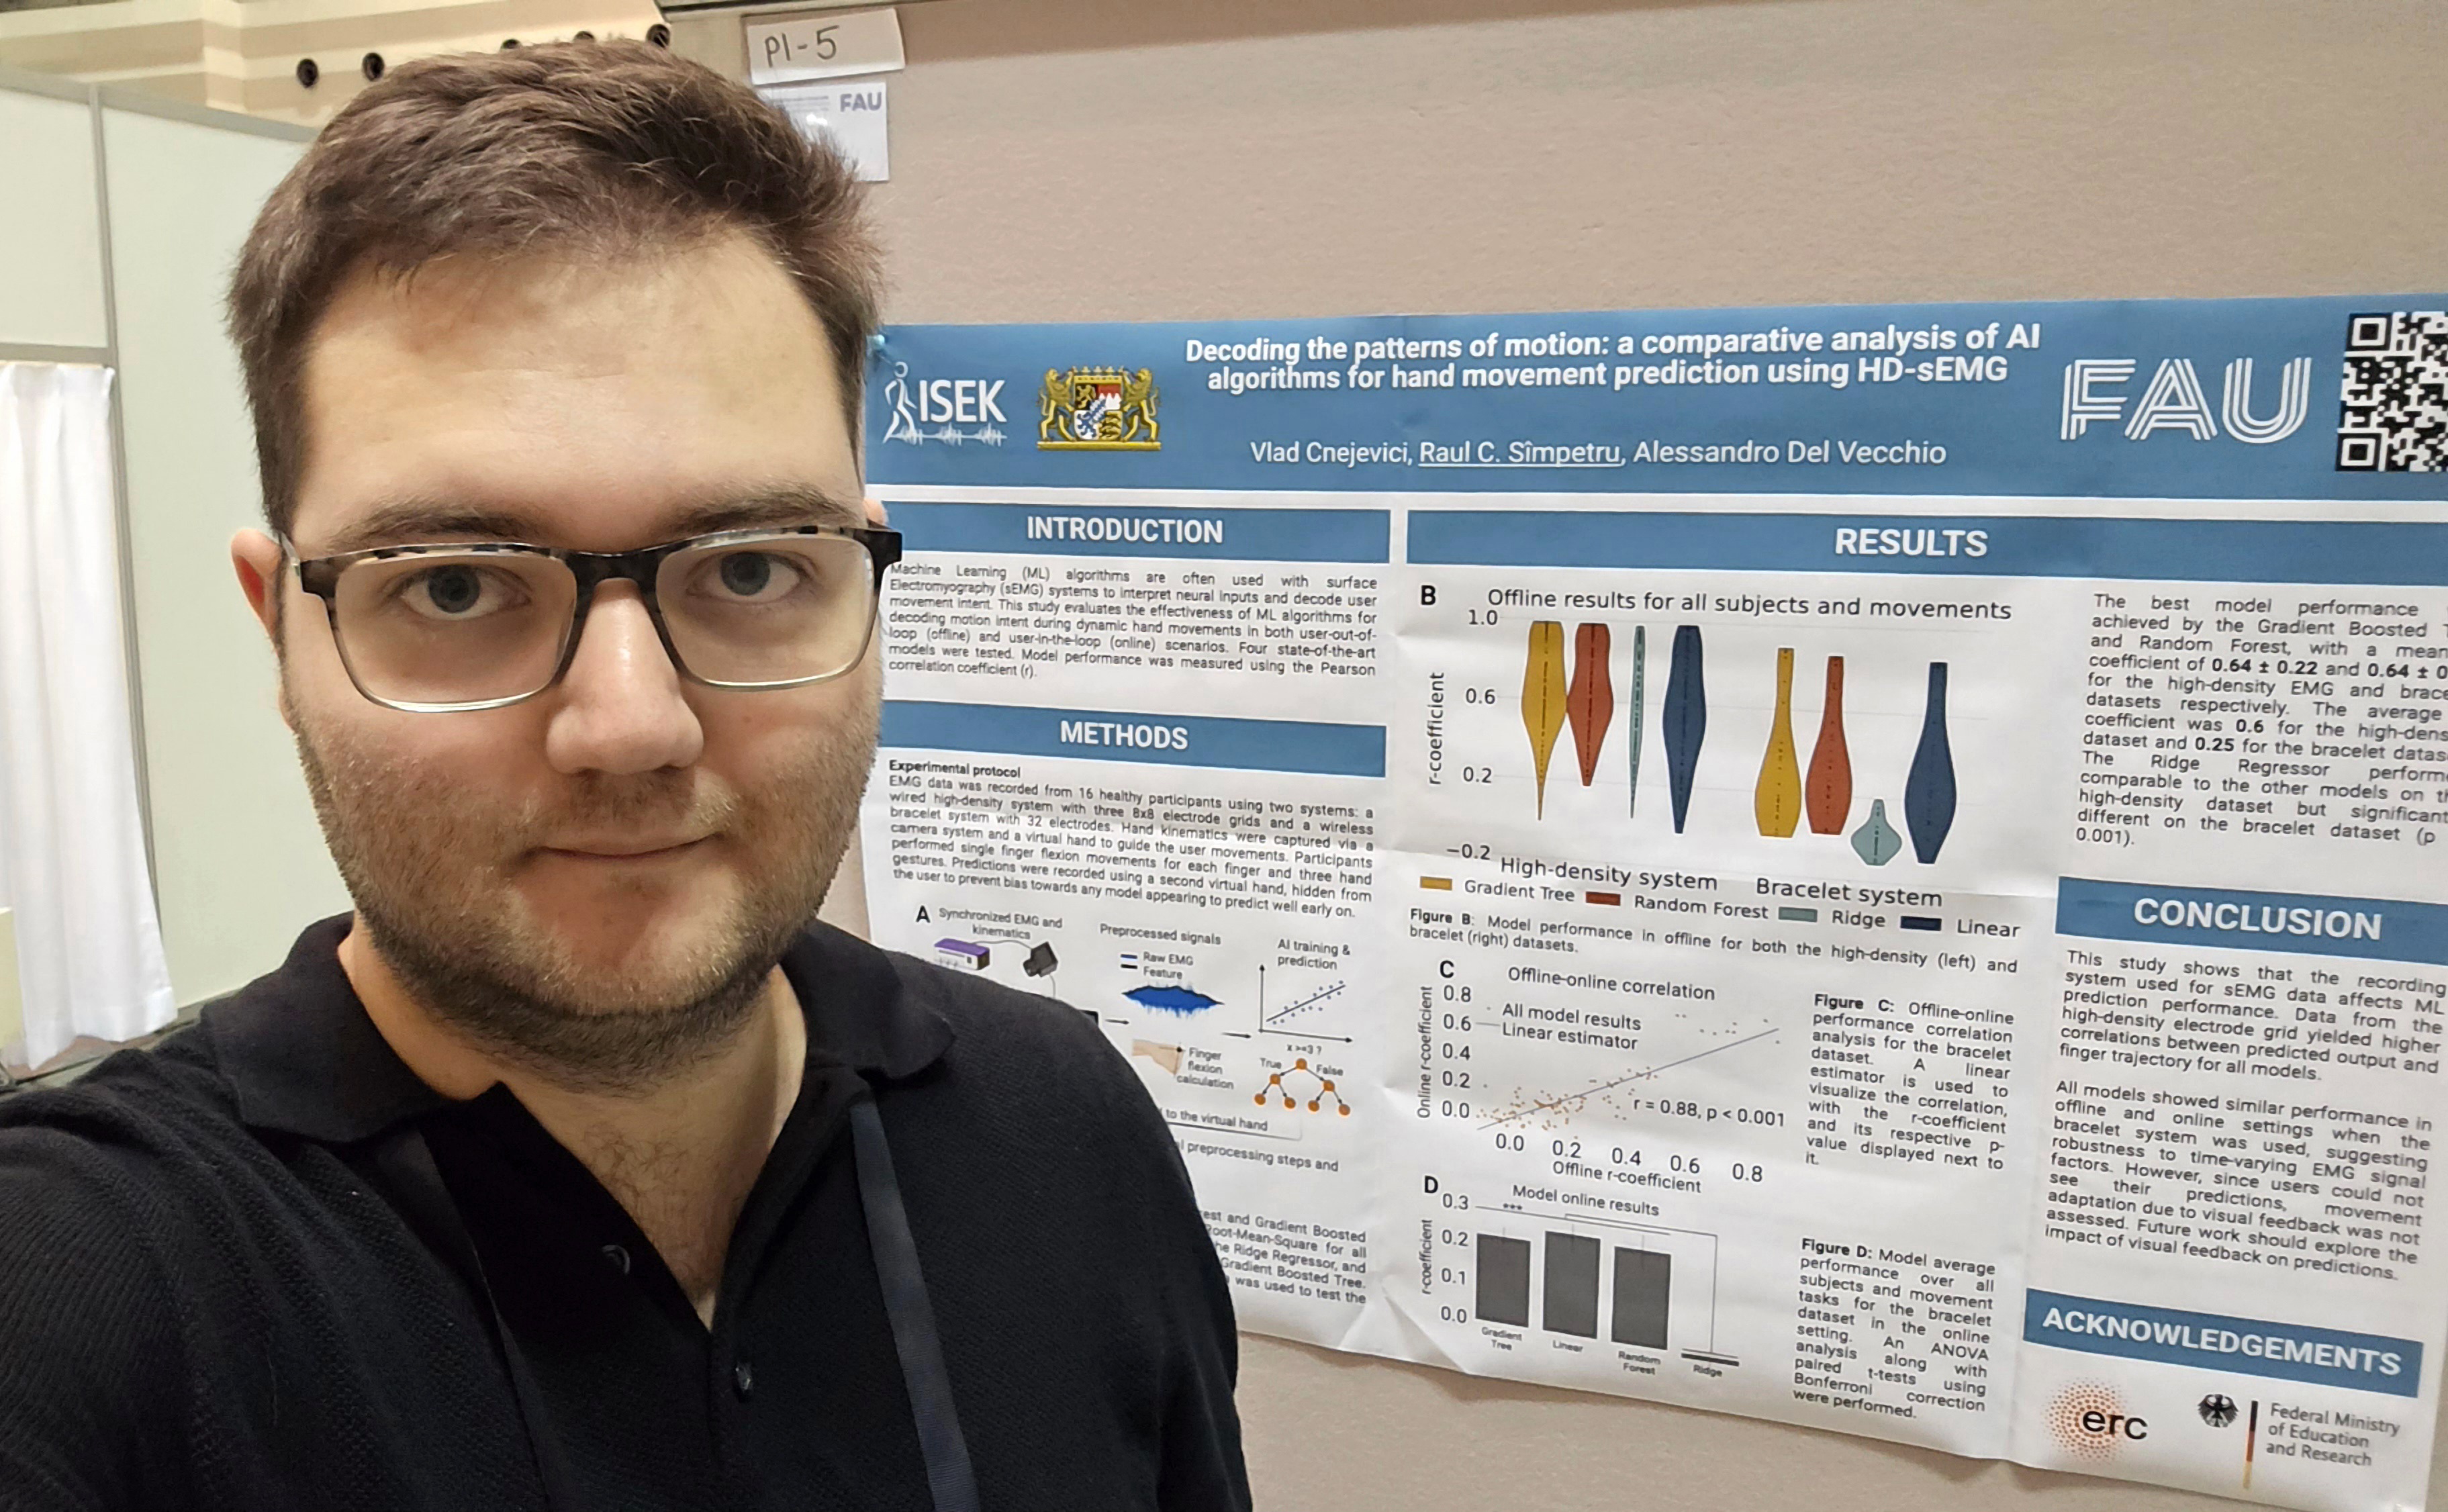 P1-5
FAU
ISEK
Decoding the patterns of motion: a comparative analysis of AI
algorithms for hand movement prediction using HD-sEMG
Vlad Cnejevici, Raul C. Sîmpetru, Alessandro Del Vecchio
FAU
INTRODUCTION
Machine Learning (ML) algorithms are often used with surface
Electromyography (sEMG) systems to interpret neural inputs and decode user
movement intent. This study evaluates the effectiveness of ML algorithms for
decoding motion intent during dynamic hand movements in both user-out-of-
loop (offline) and user-in-the-loop (online) scenarios. Four state-of-the-art
models were tested. Model performance was measured using the Pearson
correlation coefficient (r).
METHODS
Experimental protocol
EMG data was recorded from 16 healthy participants using two systems: a
wired high-density system with three 8x8 electrode grids and a wireless
bracelet system with 32 electrodes. Hand kinematics were captured via a
camera system and a virtual hand to guide the user movements. Participants
performed single finger flexion movements for each finger and three hand
gestures. Predictions were recorded using a second virtual hand, hidden from
the user to prevent bias towards any model appearing to predict well early on.
A
Synchronized EMG and
kinematics
Preprocessed signals
Raw EMG
Feature
AI training &
prediction
Finger
flexion
calculation
x >=3 ?
True
False
to the virtual hand
preprocessing steps and
est and Gradient Boosted
Root-Mean-Square for all
he Ridge Regressor, and
Gradient Boosted Tree.
was used to test the
RESULTS
B
Offline results for all subjects and movements
r-coefficient
1.0
0.6
0.2
−0.2
High-density system
Bracelet system
Gradient Tree
Random Forest
Ridge
Linear
Figure B: Model performance in offline for both the high-density (left) and
bracelet (right) datasets.
C
Offline-online correlation
Online r-coefficient
0.8
0.6
0.4
0.2
0.0
All model results
Linear estimator
r = 0.88, p < 0.001
0.0 0.2 0.4 0.6 0.8
Offline r-coefficient
Figure C: Offline-online
performance correlation
analysis for the bracelet
dataset. A linear
estimator is used to
visualize the correlation,
with the r-coefficient
and its respective p-
value displayed next to
it.
D
Model online results
r-coefficient
0.3
0.2
0.1
0.0
***
Gradient
Tree
Linear
Random
Forest
Ridge
Figure D: Model average
performance over all
subjects and movement
tasks for the bracelet
dataset in the online
setting. An ANOVA
analysis along with
paired t-tests using
Bonferroni correction
were performed.
The best model performance
achieved by the Gradient Boosted
and Random Forest, with a mean
coefficient of 0.64 ± 0.22 and 0.64 ± 0
for the high-density EMG and brace
datasets respectively. The average
coefficient was 0.6 for the high-dens
dataset and 0.25 for the bracelet datas
The Ridge Regressor perform
comparable to the other models on th
high-density dataset but significant
different on the bracelet dataset (p
0.001).
CONCLUSION
This study shows that the recording
system used for sEMG data affects ML
prediction performance. Data from the
high-density electrode grid yielded higher
correlations between predicted output and
finger trajectory for all models.
All models showed similar performance in
offline and online settings when the
bracelet system was used, suggesting
robustness to time-varying EMG signal
factors. However, since users could not
see their predictions, movement
adaptation due to visual feedback was not
assessed. Future work should explore the
impact of visual feedback on predictions.
ACKNOWLEDGEMENTS
erc
Federal Ministry
of Education
and Research